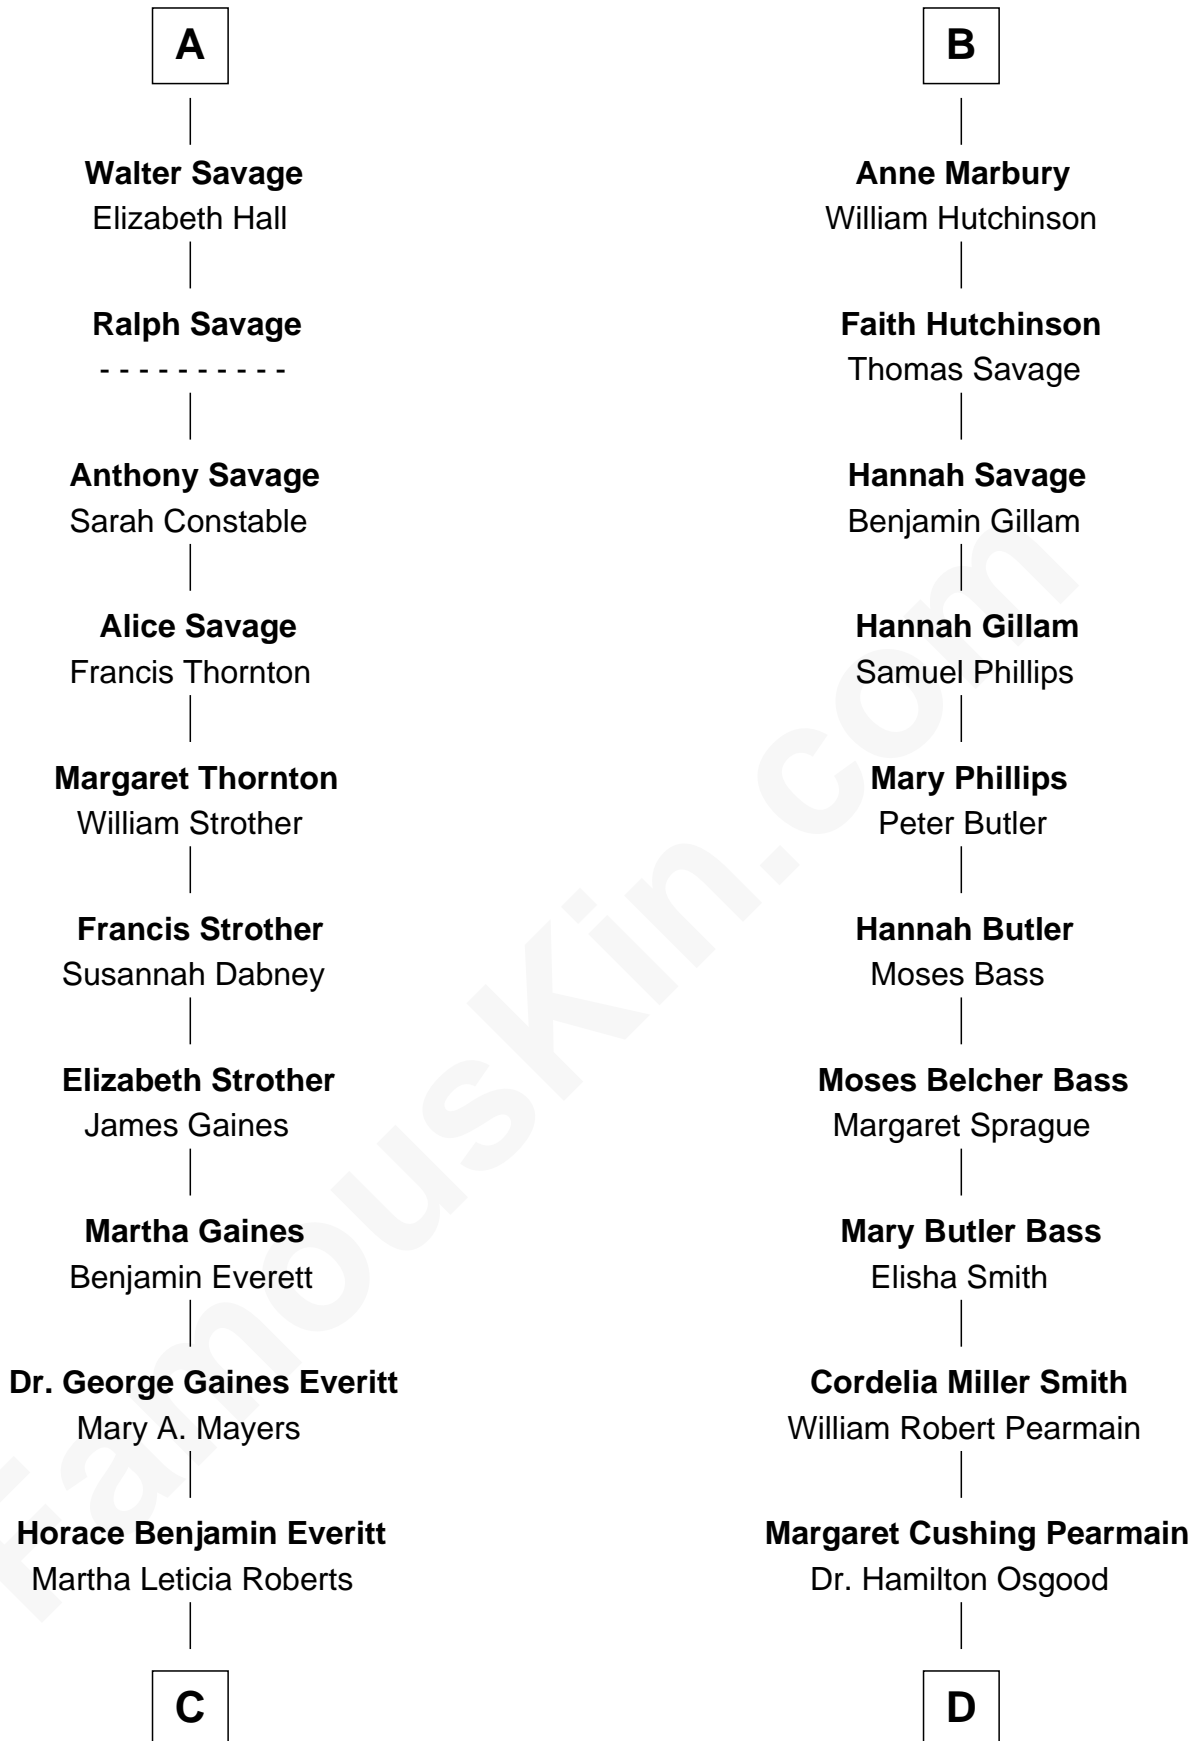 A
Walter Savage
Elizabeth Hall
Ralph Savage
- - - - - - - - - -
Anthony Savage
Sarah Constable
Alice Savage
Francis Thornton
Margaret Thornton
William Strother
Francis Strother
Susannah Dabney
Elizabeth Strother
James Gaines
Martha Gaines
Benjamin Everett
Dr. George Gaines Everitt
Mary A. Mayers
Horace Benjamin Everitt
Martha Leticia Roberts
C
B
Anne Marbury
William Hutchinson
Faith Hutchinson
Thomas Savage
Hannah Savage
Benjamin Gillam
Hannah Gillam
Samuel Phillips
Mary Phillips
Peter Butler
Hannah Butler
Moses Bass
Moses Belcher Bass
Margaret Sprague
Mary Butler Bass
Elisha Smith
Cordelia Miller Smith
William Robert Pearmain
Margaret Cushing Pearmain
Dr. Hamilton Osgood
D
FamousKin.com